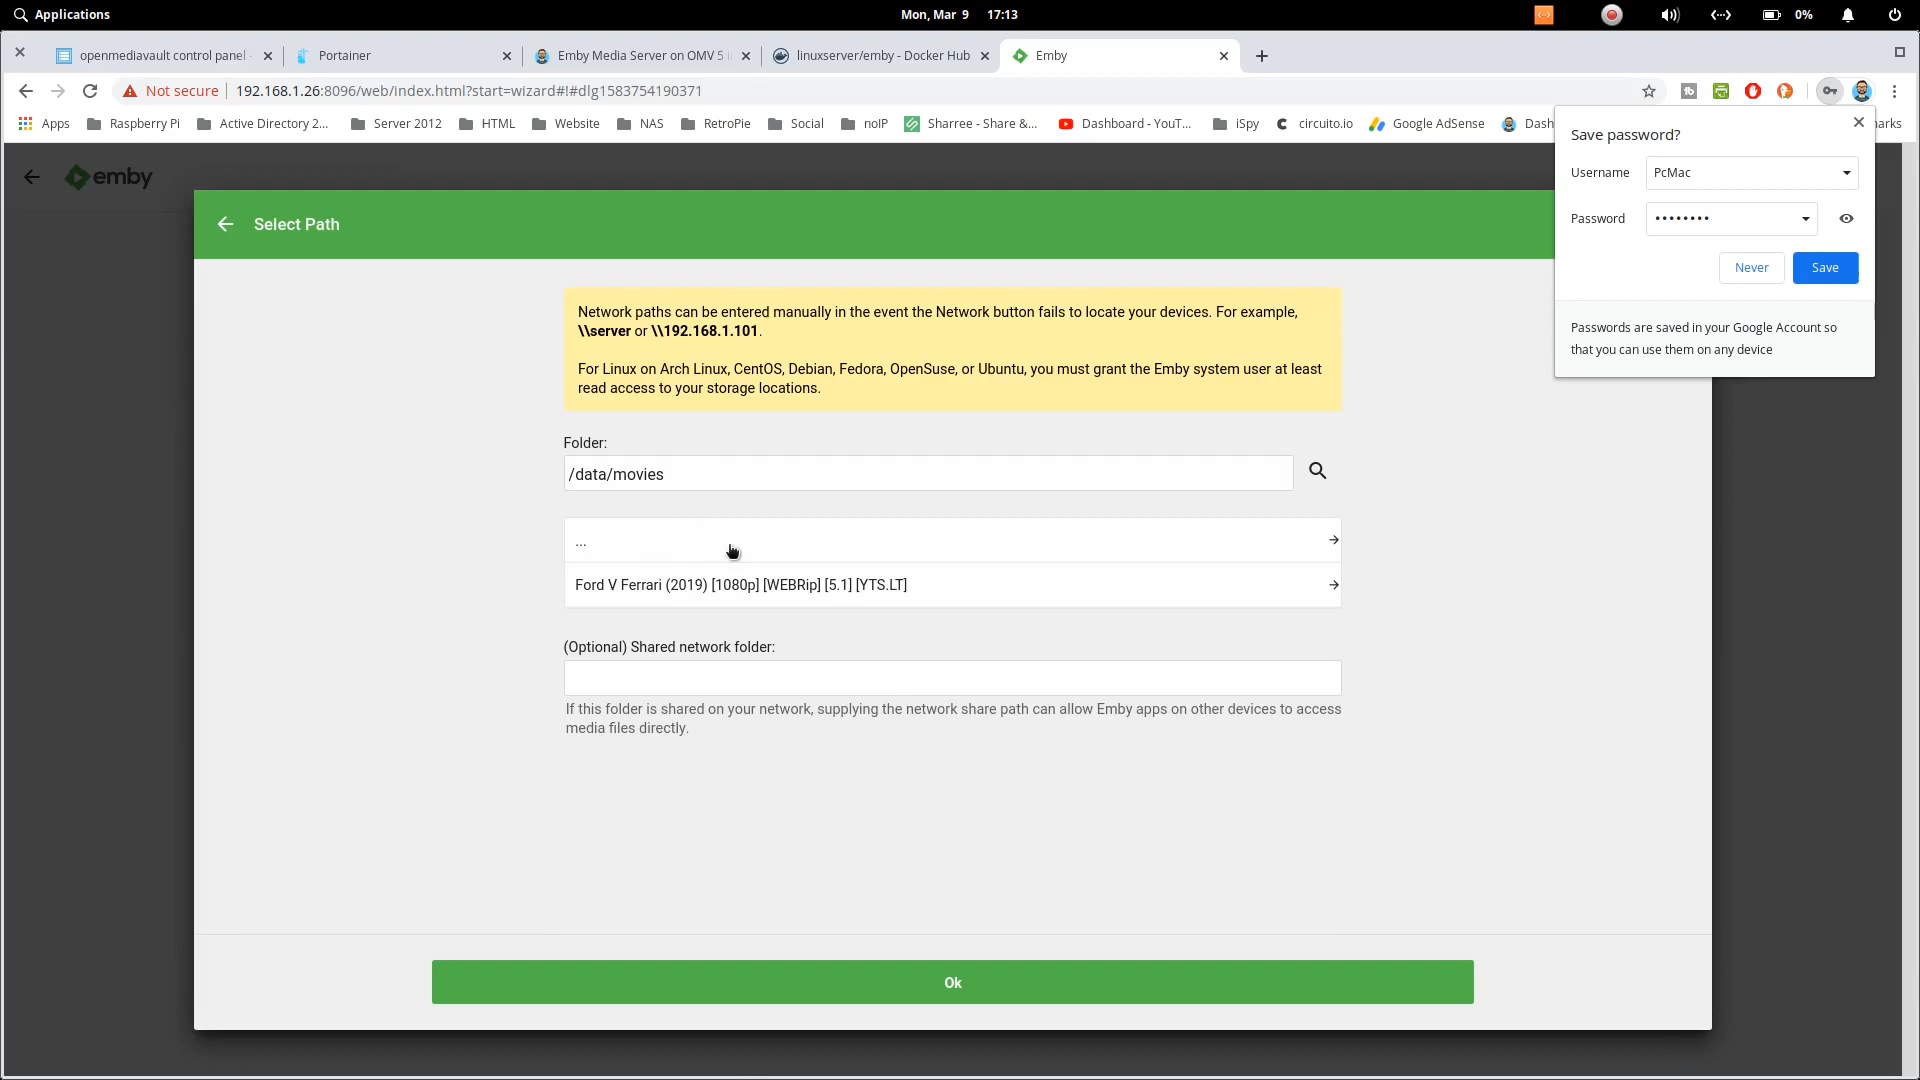 Applications
Mon, Mar 9 17:13
0%
openmediavault control panel -
Portainer
Emby Media Server on OMV 5 i
linuxserver/emby - Docker Hub
Emby
Not secure
192.168.1.26:8096/web/index.html?start=wizard#!#dlg1583754190371
Apps
Raspberry Pi
Active Directory 2...
Server 2012
HTML
Website
NAS
RetroPie
Social
noIP
Sharree - Share &...
Dashboard - YouT...
iSpy
circuito.io
Google AdSense
Dash
arks
Save password?
Username
PcMac
Password
••••••••
Never
Save
Passwords are saved in your Google Account so
that you can use them on any device
emby
Select Path
Network paths can be entered manually in the event the Network button fails to locate your devices. For example,
\\server or \\192.168.1.101.
For Linux on Arch Linux, CentOS, Debian, Fedora, OpenSuse, or Ubuntu, you must grant the Emby system user at least
read access to your storage locations.
Folder:
/data/movies
...
Ford V Ferrari (2019) [1080p] [WEBRip] [5.1] [YTS.LT]
(Optional) Shared network folder:
If this folder is shared on your network, supplying the network share path can allow Emby apps on other devices to access
media files directly.
Ok